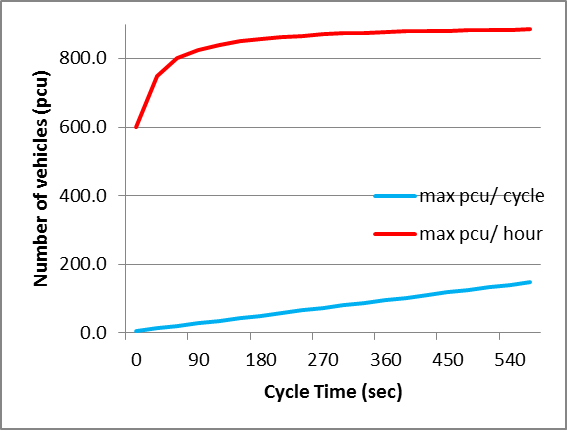 800.0
600.0
400.0
200.0
0.0
Number of vehicles (pcu)
max pcu/ cycle
max pcu/ hour
0 90 180 270 360 450 540
Cycle Time (sec)